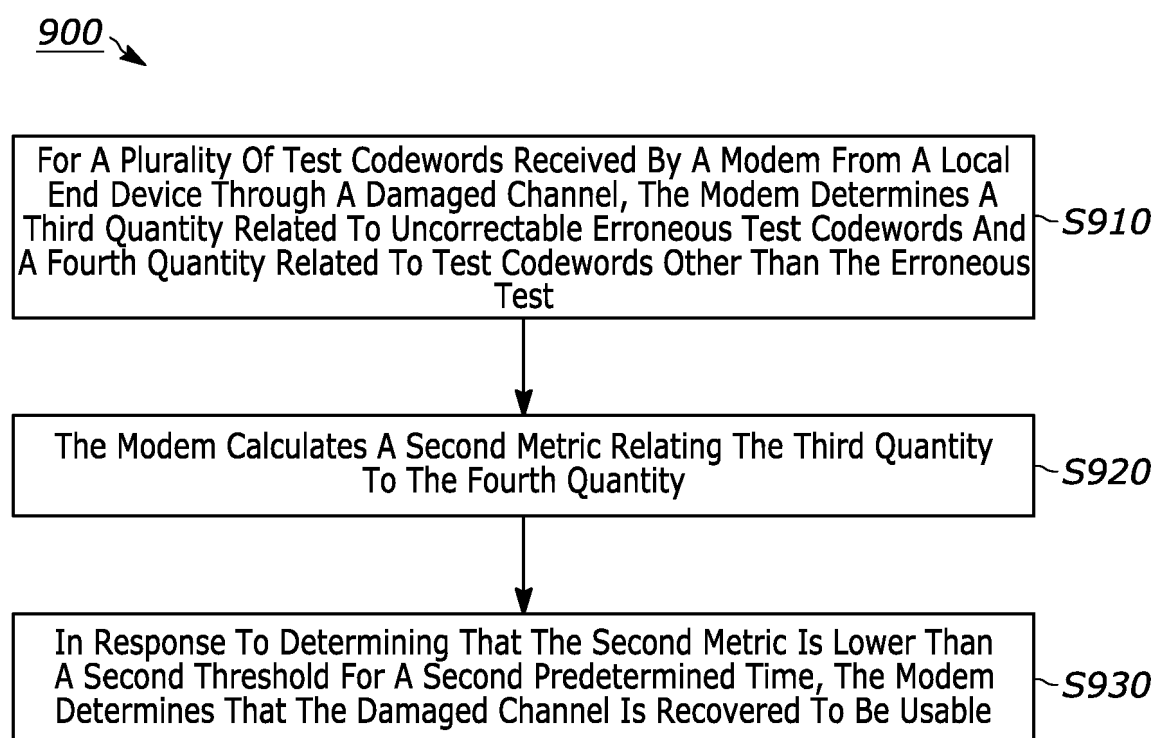 900
For A Plurality Of Test Codewords Received By A Modem From A Local
End Device Through A Damaged Channel, The Modem Determines A
Third Quantity Related To Uncorrectable Erroneous Test Codewords And
A Fourth Quantity Related To Test Codewords Other Than The Erroneous
Test
S910
The Modem Calculates A Second Metric Relating The Third Quantity
To The Fourth Quantity
S920
In Response To Determining That The Second Metric Is Lower Than
A Second Threshold For A Second Predetermined Time, The Modem
Determines That The Damaged Channel Is Recovered To Be Usable
S930